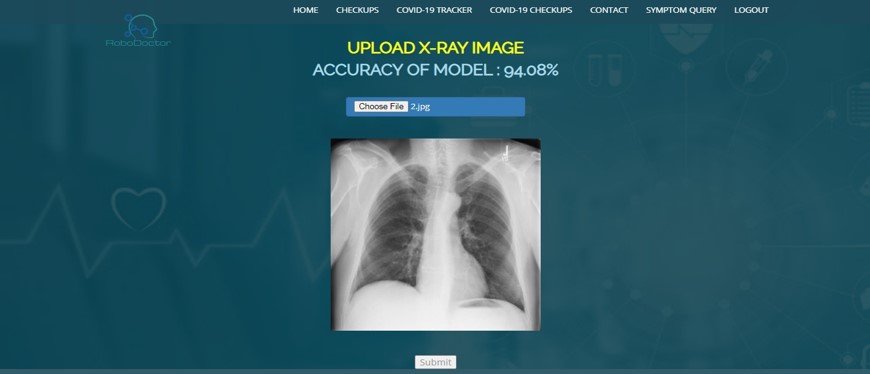 HOME CHECKUPS COVID-19 TRACKER COVID-19 CHECKUPS CONTACT SYMPTOM QUERY LOGOUT
RoboDoctor
UPLOAD X-RAY IMAGE
ACCURACY OF MODEL : 94.08%
Choose File 2.jpg
Submit